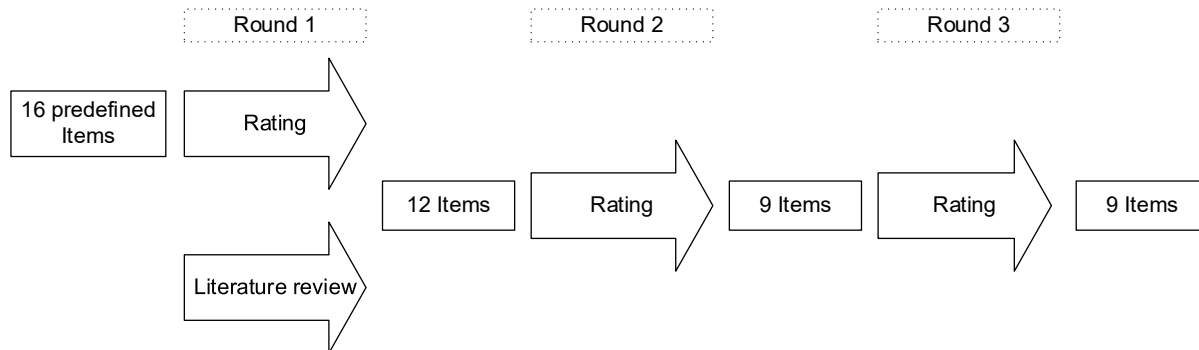 Round 1
Round 2
Round 3
16 predefined
Items
Rating
12 Items
Rating
9 Items
Rating
9 Items
Literature review